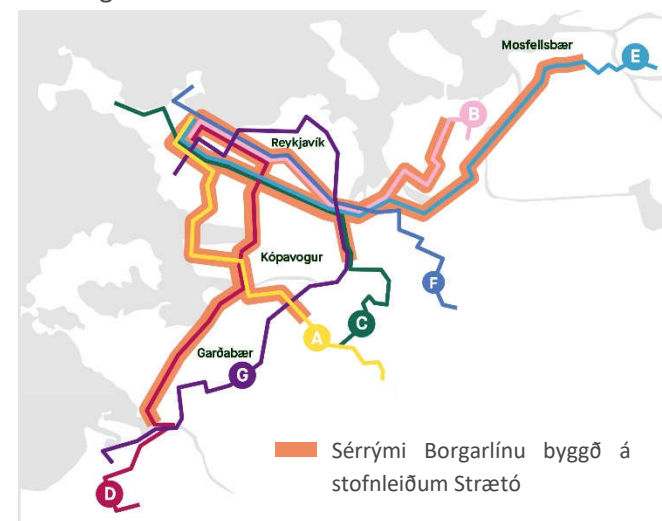 Mosfellsbær
E
B
Reykjavík
Kópavogur
F
C
A
Garðabær
G
D
Sérrými Borgarlínu byggð á
stofnleiðum Strætó